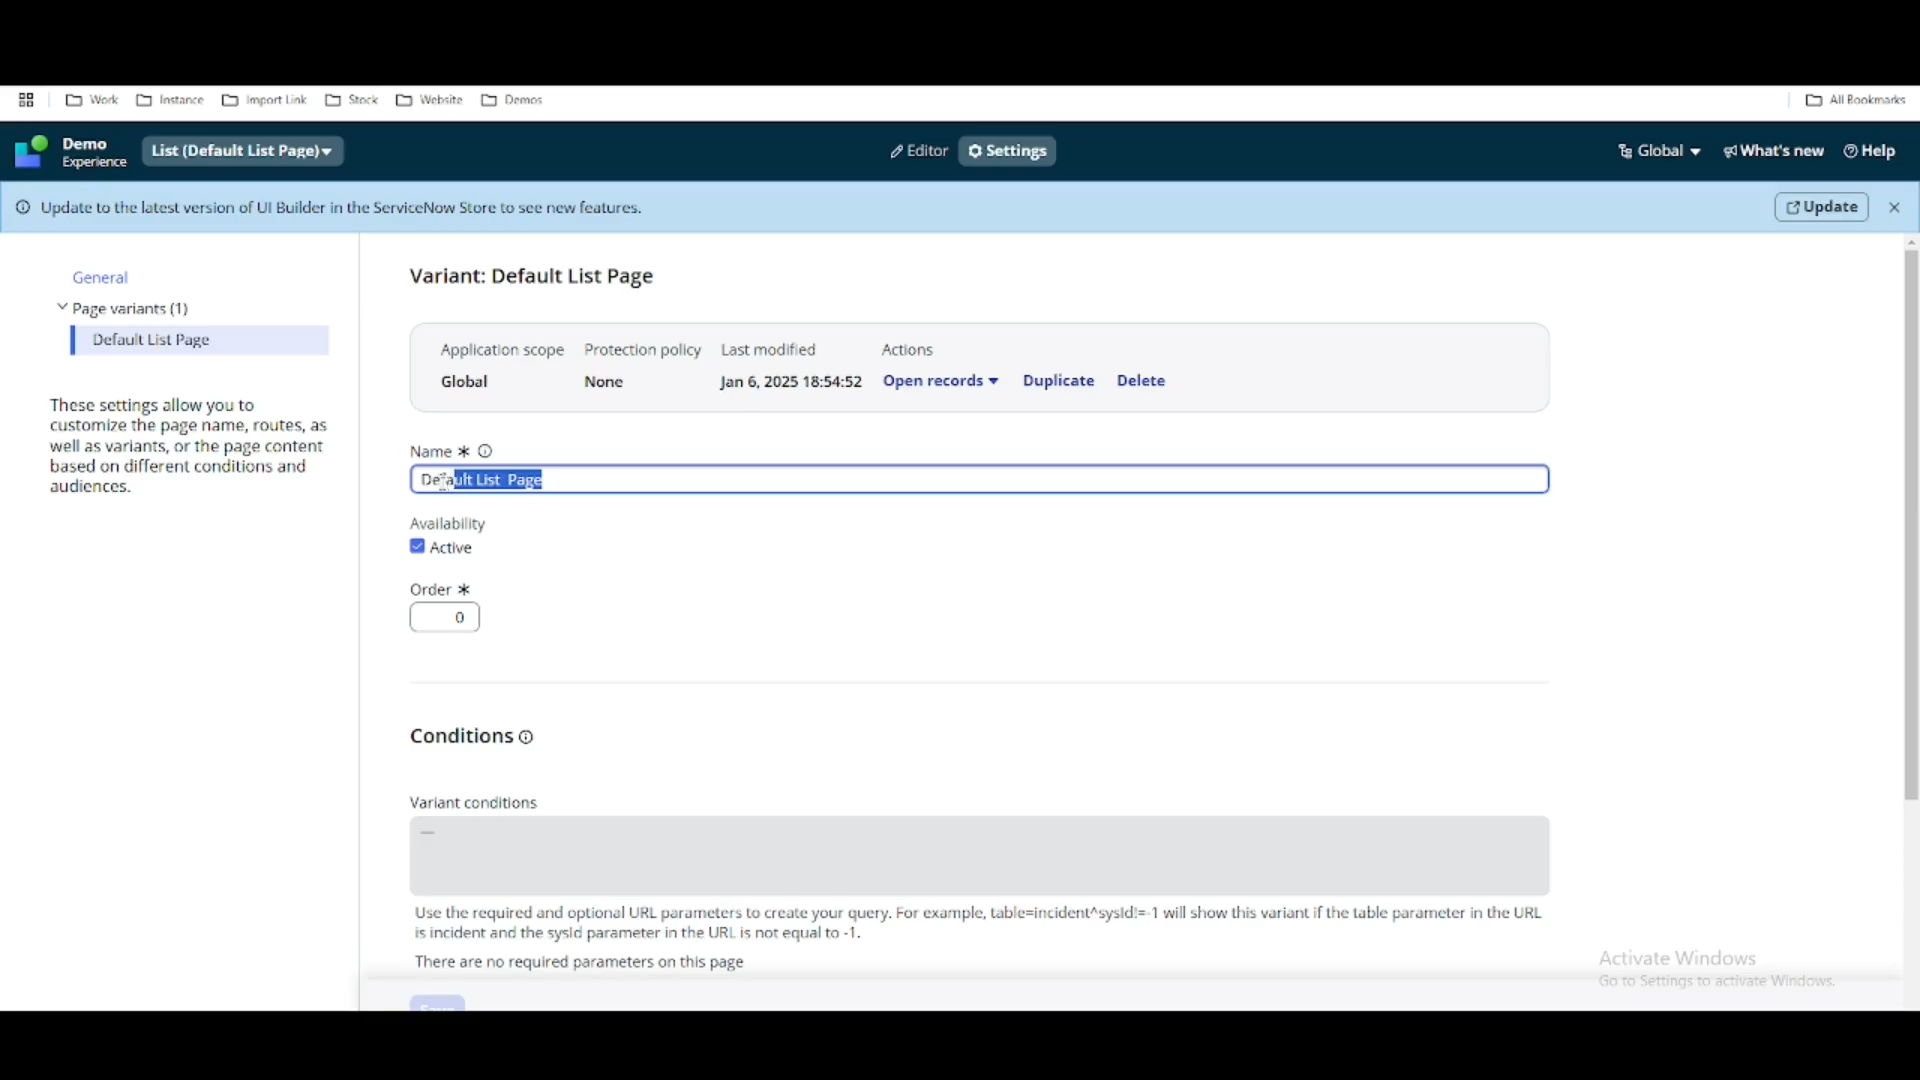 Work Instance Import Link Stock Website Demos All Bookmarks
Demo
Experience
List (Default List Page)
Editor Settings
Global What's new Help
Update to the latest version of UI Builder in the ServiceNow Store to see new features.
Update
General
Page variants (1)
Default List Page
These settings allow you to
customize the page name, routes, as
well as variants, or the page content
based on different conditions and
audiences.
Variant: Default List Page
Application scope Protection policy Last modified Actions
Global None Jan 6, 2025 18:54:52 Open records Duplicate Delete
Name *
Default List Page
Availability
Active
Order *
0
Conditions
Variant conditions
—
Use the required and optional URL parameters to create your query. For example, table=incident^sysId!=-1 will show this variant if the table parameter in the URL
is incident and the sysId parameter in the URL is not equal to -1.
There are no required parameters on this page
Activate Windows
Go to Settings to activate Windows.